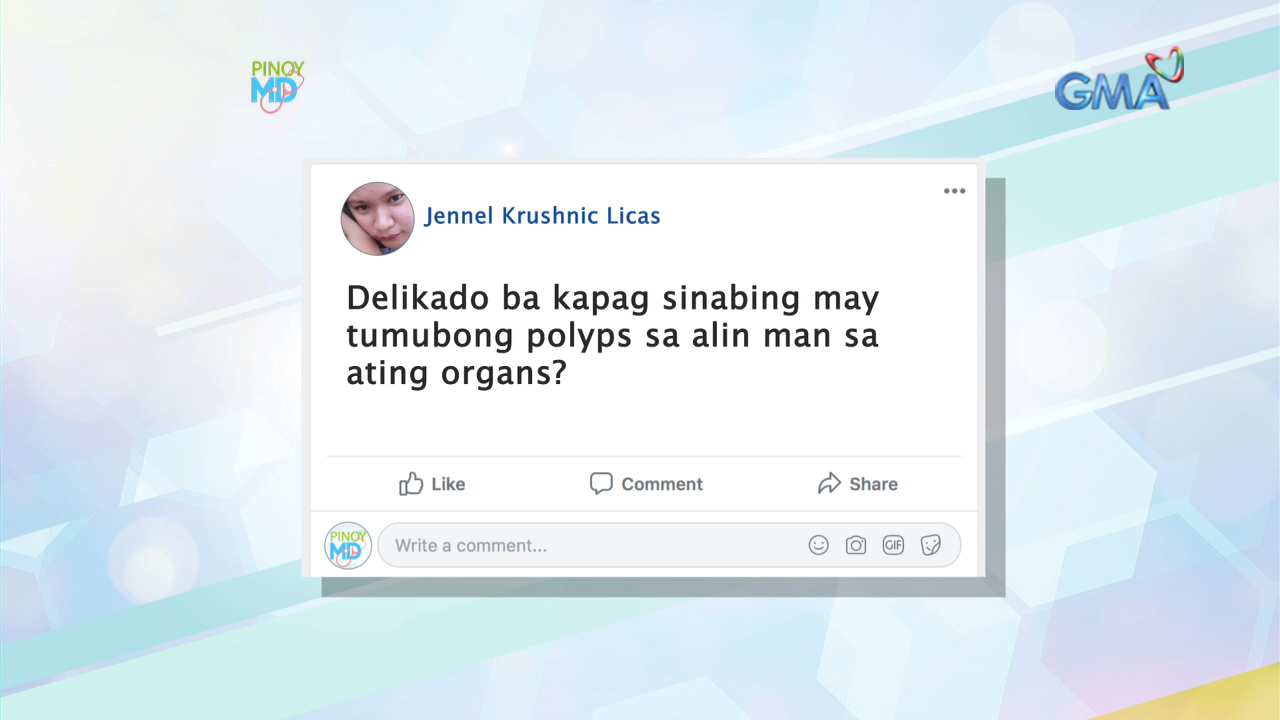 PINOY
MD
GMA
Jennel Krushnic Licas
Delikado ba kapag sinabing may
tumubong polyps sa alin man sa
ating organs?
Like
Comment
Share
PINOY
MD
Write a comment...
GIF